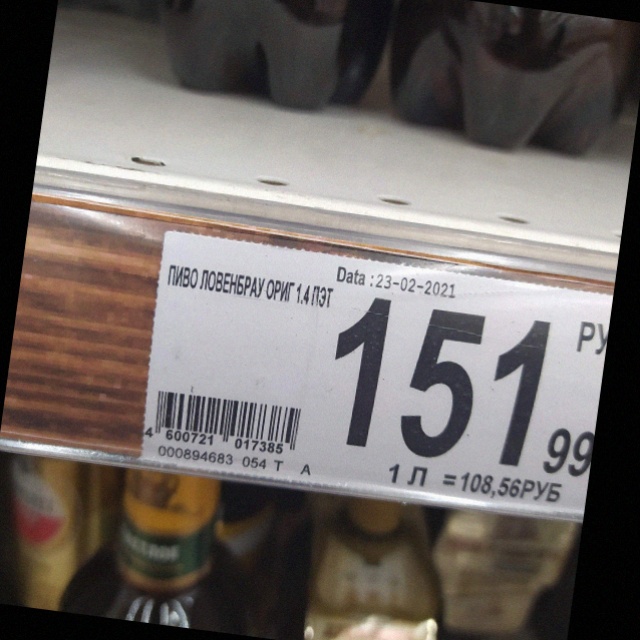 ПИВО ЛОВЕНБРАУ ОРИГ 1.4 ПЭТ
Data : 23-02-2021
151 99
РУ
4 600721 017385
000894683 054 Т А
1 Л =108,56РУБ